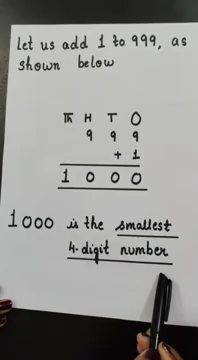 Let us add 1 to 999, as
shown below
Th H T O
9 9 9
+ 1
1 0 0 0
1000 is the smallest
4-digit number